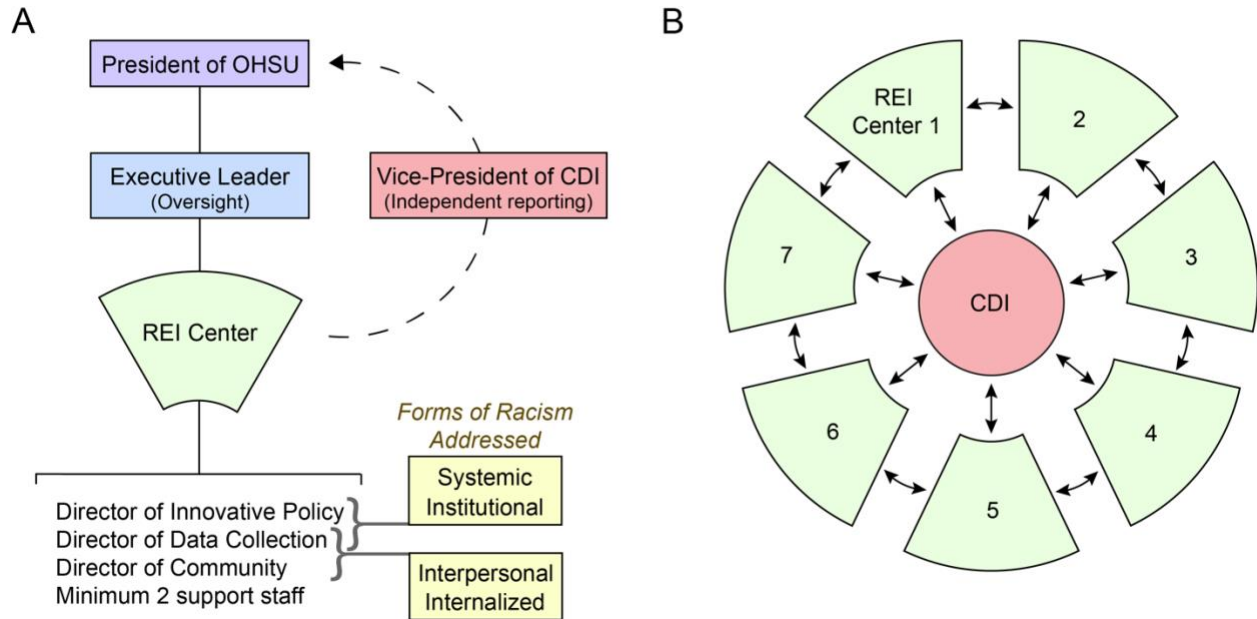 A
President of OHSU
Executive Leader
(Oversight)
Vice-President of CDI
(Independent reporting)
REI Center
Forms of Racism
Addressed
Systemic
Institutional
Director of Innovative Policy
Director of Data Collection
Director of Community
Minimum 2 support staff
Interpersonal
Internalized
B
REI
Center 1
2
3
4
5
6
7
CDI